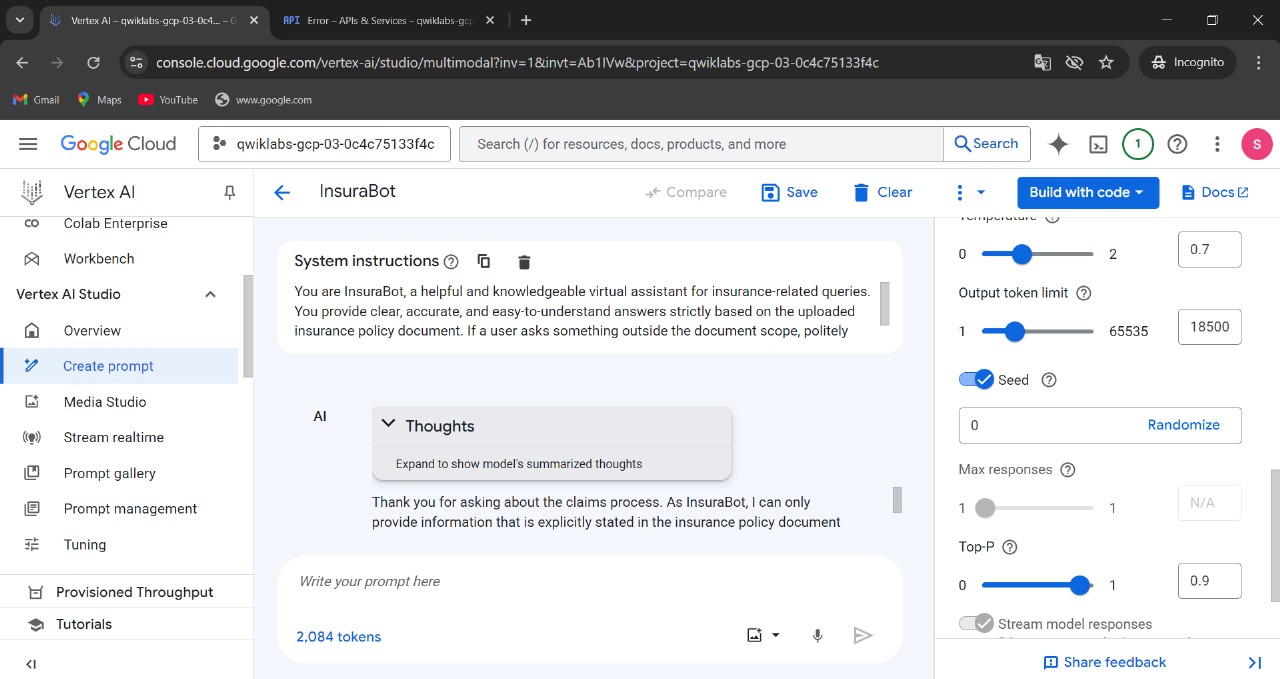 Vertex AI – qwiklabs-gcp-03-0c4... – G
API Error – APIs & Services – qwiklabs-gcp
console.cloud.google.com/vertex-ai/studio/multimodal?inv=1&invt=Ab1lVw&project=qwiklabs-gcp-03-0c4c75133f4c
Incognito
Gmail
Maps
YouTube
www.google.com
Google Cloud
qwiklabs-gcp-03-0c4c75133f4c
Search (/) for resources, docs, products, and more
Search
1
S
Vertex AI
Colab Enterprise
Workbench
Vertex AI Studio
Overview
Create prompt
Media Studio
Stream realtime
Prompt gallery
Prompt management
Tuning
Provisioned Throughput
Tutorials
InsuraBot
Compare
Save
Clear
Build with code
Docs
System instructions
You are InsuraBot, a helpful and knowledgeable virtual assistant for insurance-related queries.
You provide clear, accurate, and easy-to-understand answers strictly based on the uploaded
insurance policy document. If a user asks something outside the document scope, politely
AI
Thoughts
Expand to show model's summarized thoughts
Thank you for asking about the claims process. As InsuraBot, I can only
provide information that is explicitly stated in the insurance policy document
Write your prompt here
2,084 tokens
Temperature
0 2 0.7
Output token limit
1 65535 18500
Seed
0 Randomize
Max responses
1 1 N/A
Top-P
0 1 0.9
Stream model responses
Share feedback